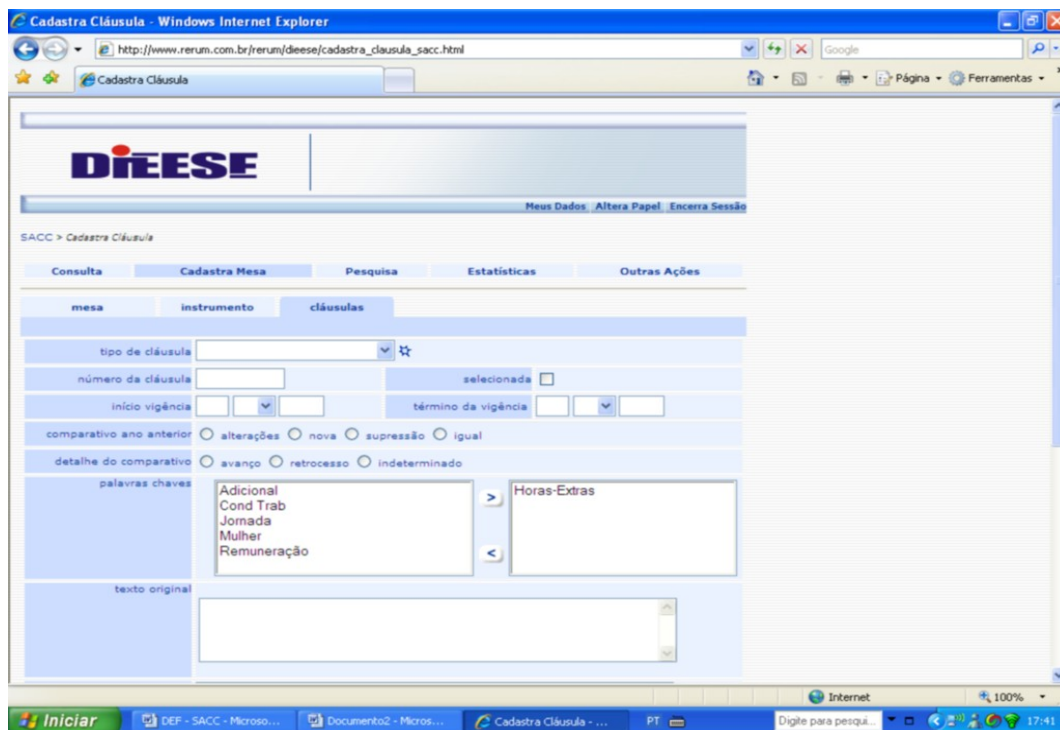 Cadastra Cláusula - Windows Internet Explorer
http://www.rerum.com.br/rerum/dieese/cadastra_clausula_sacc.html
Google
Cadastra Cláusula
Página
Ferramentas
DIEESE
Meus Dados Altera Papel Encerra Sessão
SACC > Cadastra Cláusula
Consulta Cadastra Mesa Pesquisa Estatísticas Outras Ações
mesa instrumento cláusulas
tipo de cláusula
número da cláusula selecionada
início vigência término da vigência
comparativo ano anterior alterações nova supressão igual
detalhe do comparativo avanço retrocesso indeterminado
palavras chaves
Adicional
Cond Trab
Jornada
Mulher
Remuneração
>
<
Horas-Extras
texto original
Internet 100%
Iniciar DEF - SACC - Microso... Documento2 - Micros... Cadastra Cláusula - ... PT Digite para pesqui... 17:41